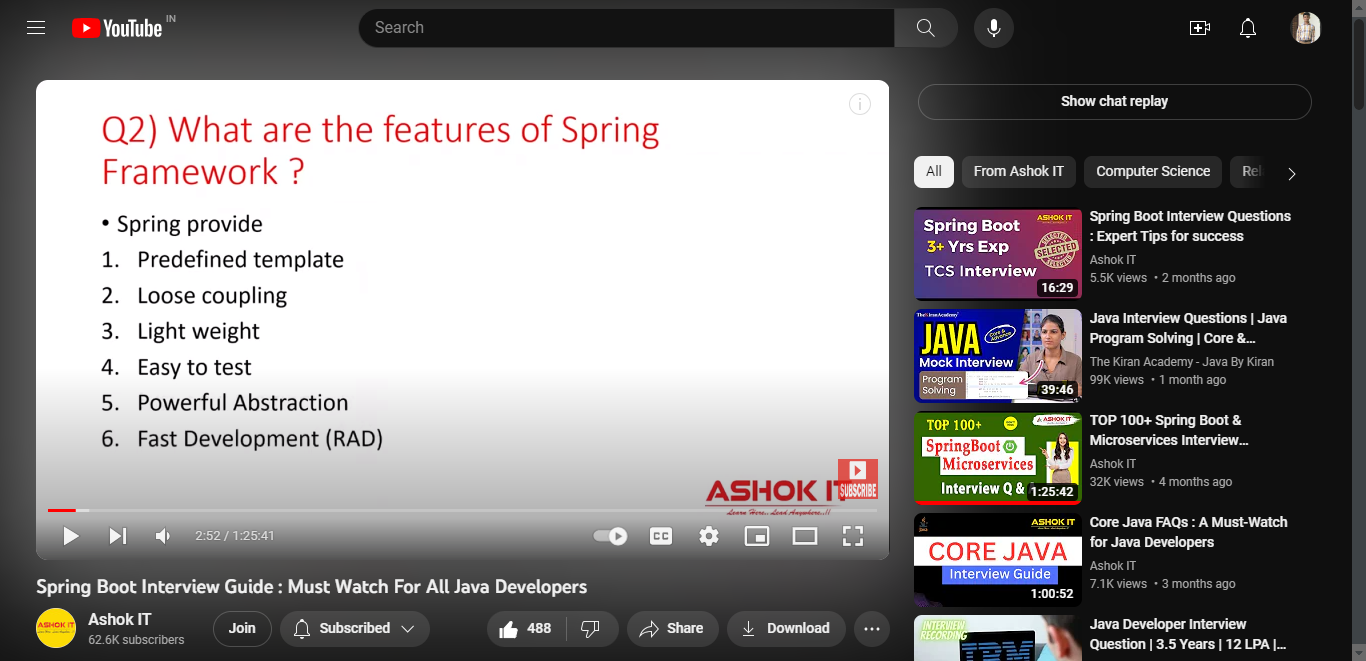 YouTube IN
Search
Q2) What are the features of Spring
Framework ?
• Spring provide
1. Predefined template
2. Loose coupling
3. Light weight
4. Easy to test
5. Powerful Abstraction
6. Fast Development (RAD)
ASHOK IT
Learn Here.. Lead Anywhere..!!
SUBSCRIBE
2:52 / 1:25:41
CC
Spring Boot Interview Guide : Must Watch For All Java Developers
ASHOK IT
Ashok IT
62.6K subscribers
Join
Subscribed
488
Share
Download
Show chat replay
All
From Ashok IT
Computer Science
Rel
ASHOK IT
Spring Boot
3+ Yrs Exp
SELECTED
TCS Interview
16:29
Spring Boot Interview Questions
: Expert Tips for success
Ashok IT
5.5K views • 2 months ago
TheKiranAcademy
JAVA
Core & Advance
Mock Interview
Program
Solving
39:46
Java Interview Questions | Java
Program Solving | Core &...
The Kiran Academy - Java By Kiran
99K views • 1 month ago
TOP 100+
ASHOK IT
SpringBoot
Microservices
Interview Q &
1:25:42
TOP 100+ Spring Boot &
Microservices Interview...
Ashok IT
32K views • 4 months ago
ASHOK IT
CORE JAVA
Interview Guide
1:00:52
Core Java FAQs : A Must-Watch
for Java Developers
Ashok IT
7.1K views • 3 months ago
INTERVIEW
RECORDING
IBM
Java Developer Interview
Question | 3.5 Years | 12 LPA |...